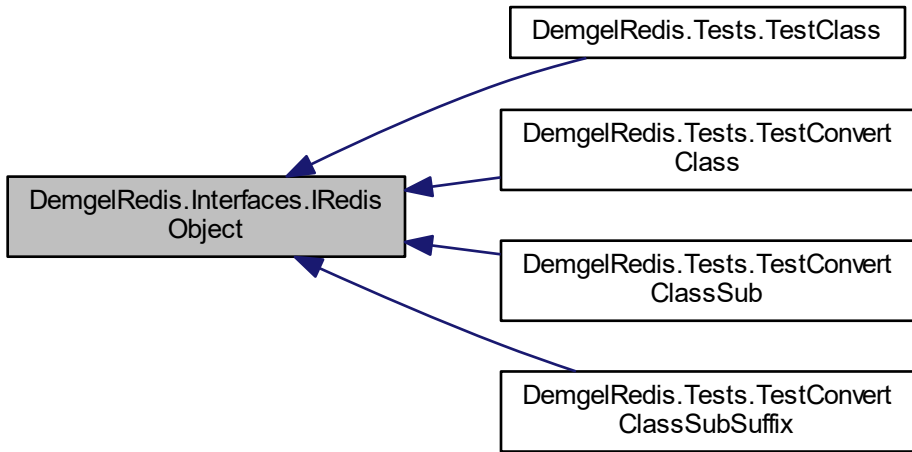 DemgelRedis.Tests.TestClass
DemgelRedis.Tests.TestConvert
Class
DemgelRedis.Interfaces.IRedis
Object
DemgelRedis.Tests.TestConvert
ClassSub
DemgelRedis.Tests.TestConvert
ClassSubSuffix